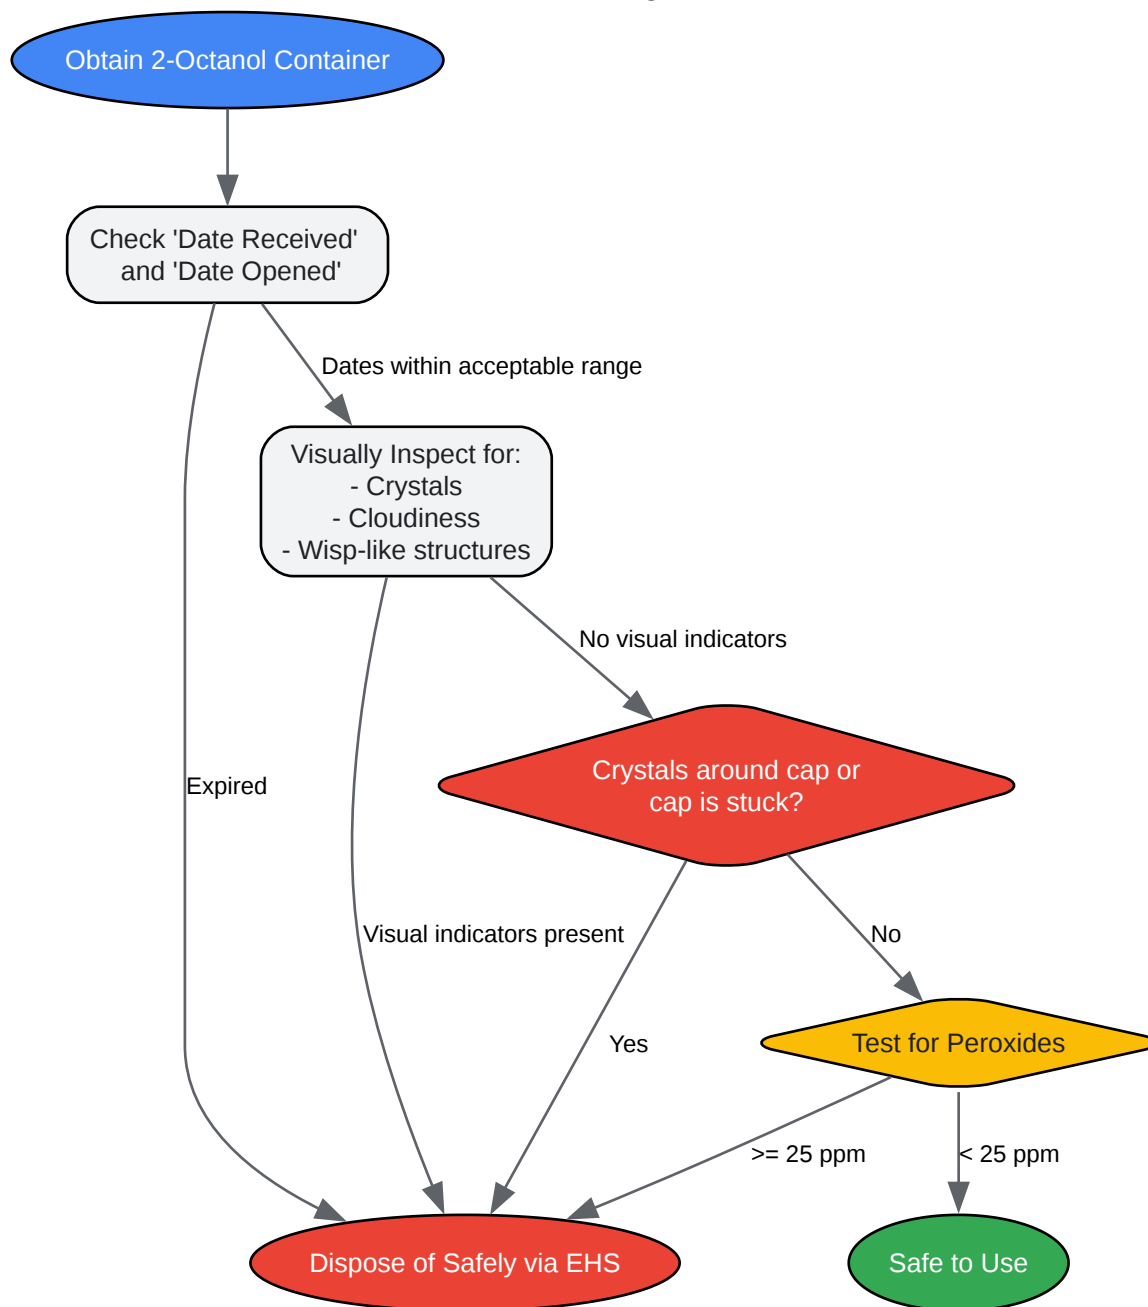 Obtain 2-Octanol Container
Check 'Date Received'
and 'Date Opened'
Dates within acceptable range
Visually Inspect for:
- Crystals
- Cloudiness
- Wisp-like structures
No visual indicators
Crystals around cap or
cap is stuck?
Expired
Visual indicators present
No
Yes
Test for Peroxides
>= 25 ppm
< 25 ppm
Dispose of Safely via EHS
Safe to Use